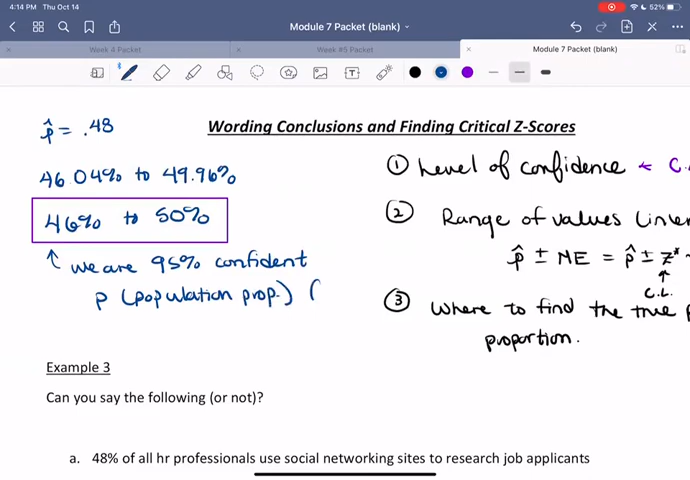 4:14 PM Thu Oct 14
52%
Module 7 Packet (blank)
Week 4 Packet
Week #5 Packet
Module 7 Packet (blank)
T
Wording Conclusions and Finding Critical Z-Scores
p̂ = .48
46.04% to 49.96%
46% to 50%
↑ we are 95% confident
p (population prop.) (
① Level of confidence ← C.
② Range of values (inter
p̂ ± ME = p̂ ± z*
↑
C.L.
③ Where to find the true p
proportion.
Example 3
Can you say the following (or not)?
a. 48% of all hr professionals use social networking sites to research job applicants